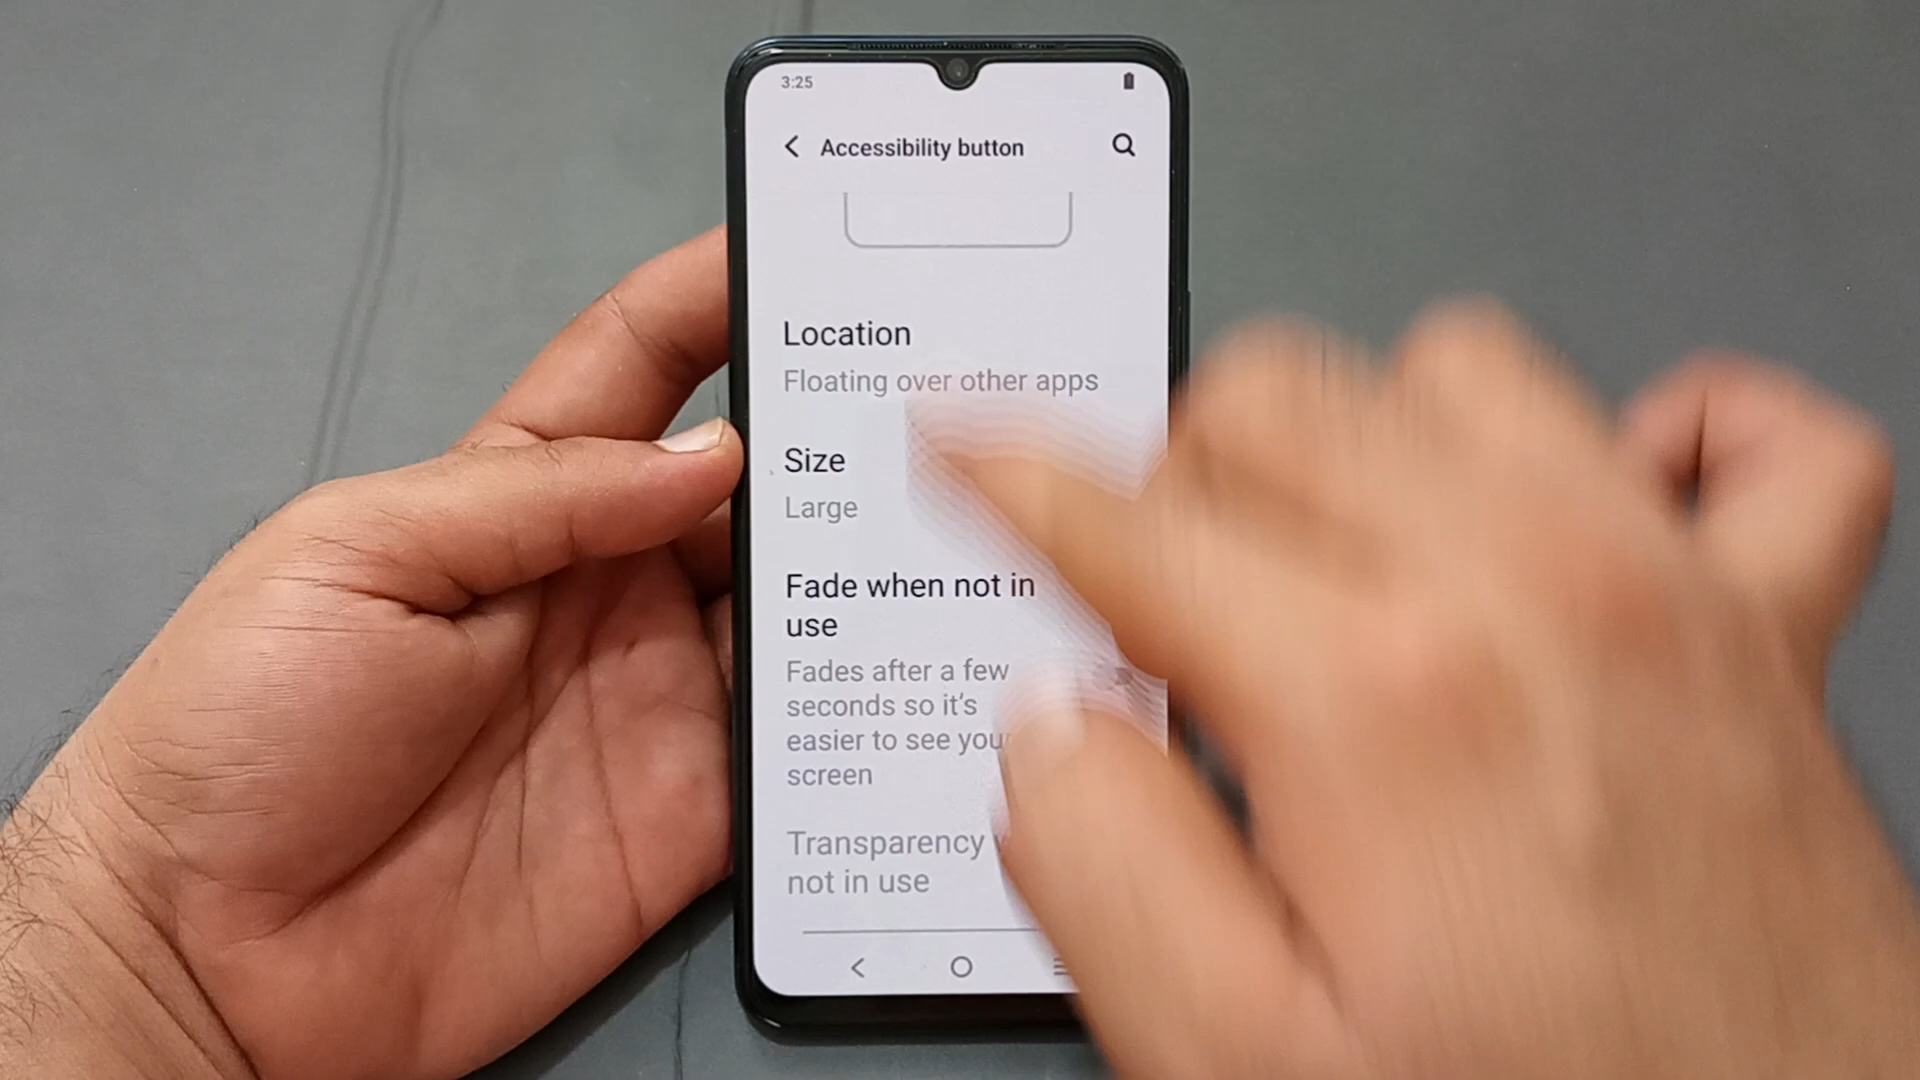 3:25
Accessibility button
Location
Floating over other apps
Size
Large
Fade when not in
use
Fades after a few
seconds so it's
easier to see your
screen
Transparency
not in use